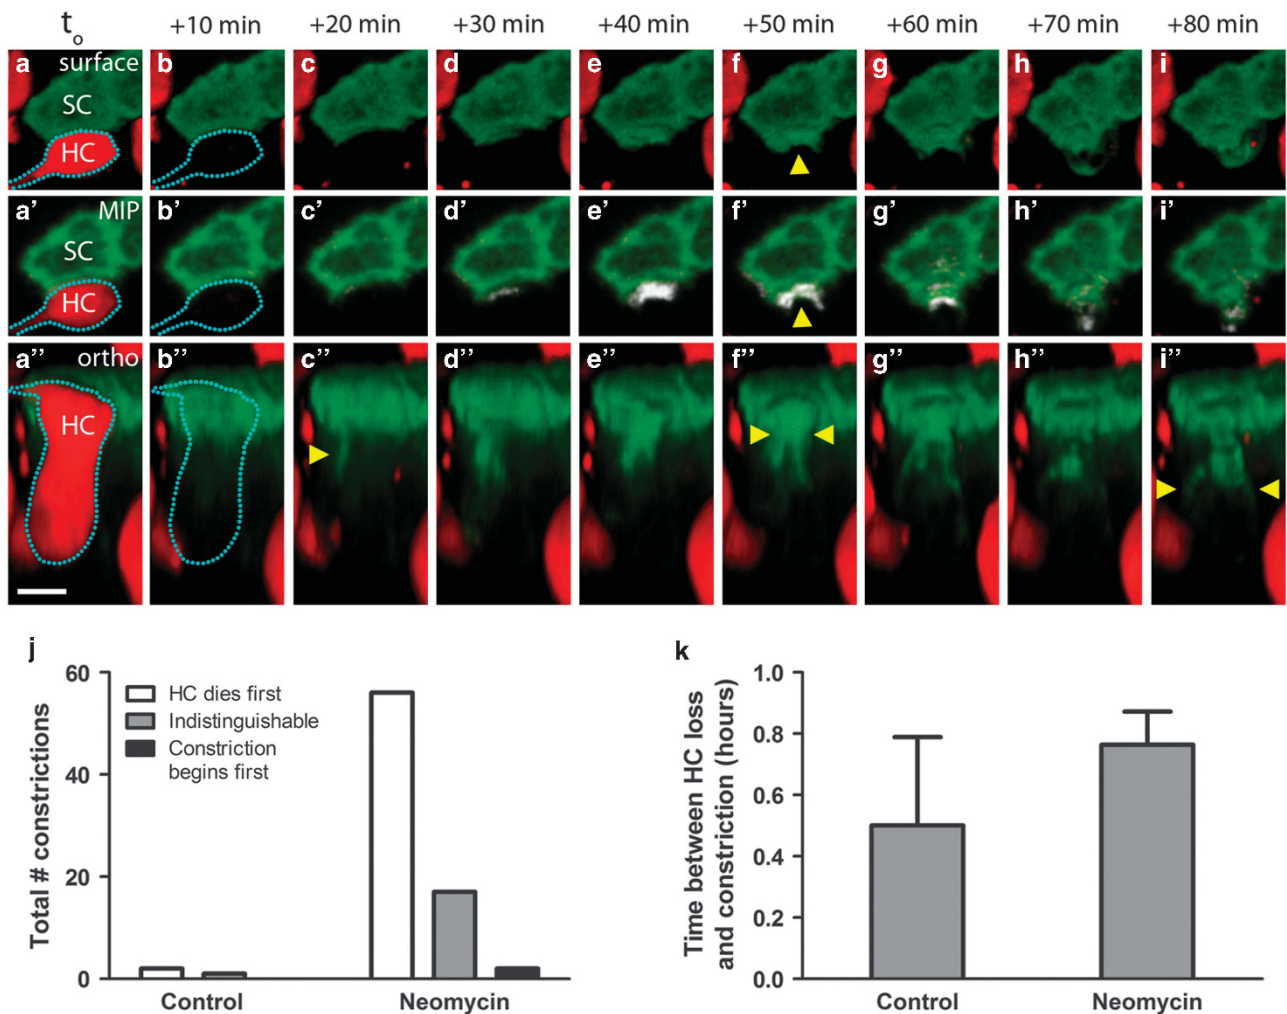 t₀ +10 min +20 min +30 min +40 min +50 min +60 min +70 min +80 min
a surface b c d e f g h i
SC
HC
a' MIP b' c' d' e' f' g' h' i'
SC
HC
a'' ortho b'' c'' d'' e'' f'' g'' h'' i''
HC
j
60
40
20
0
Total # constrictions
HC dies first
Indistinguishable
Constriction
begins first
Control Neomycin
k
1.0
0.8
0.6
0.4
0.2
0.0
Time between HC loss
and constriction (hours)
Control Neomycin